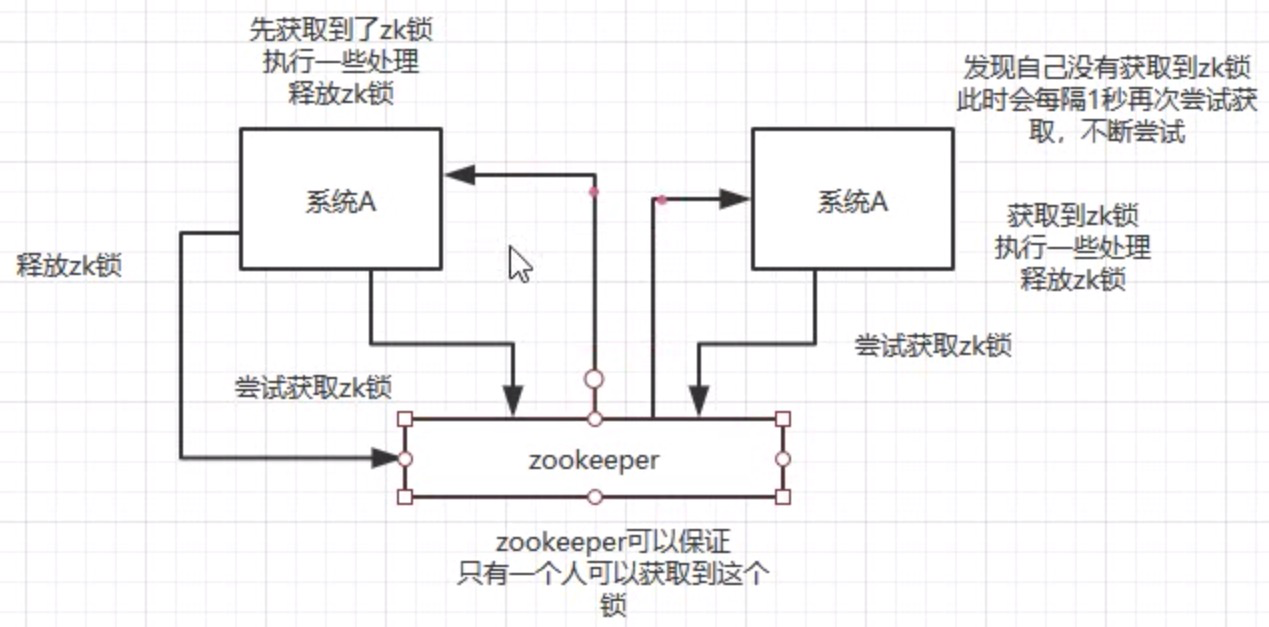 先获取到了zk锁
执行一些处理
释放zk锁
发现自己没有获取到zk锁
此时会每隔1秒再次尝试获
取，不断尝试
系统A
系统A
获取到zk锁
执行一些处理
释放zk锁
释放zk锁
尝试获取zk锁
尝试获取zk锁
zookeeper
zookeeper可以保证
只有一个人可以获取到这个
锁